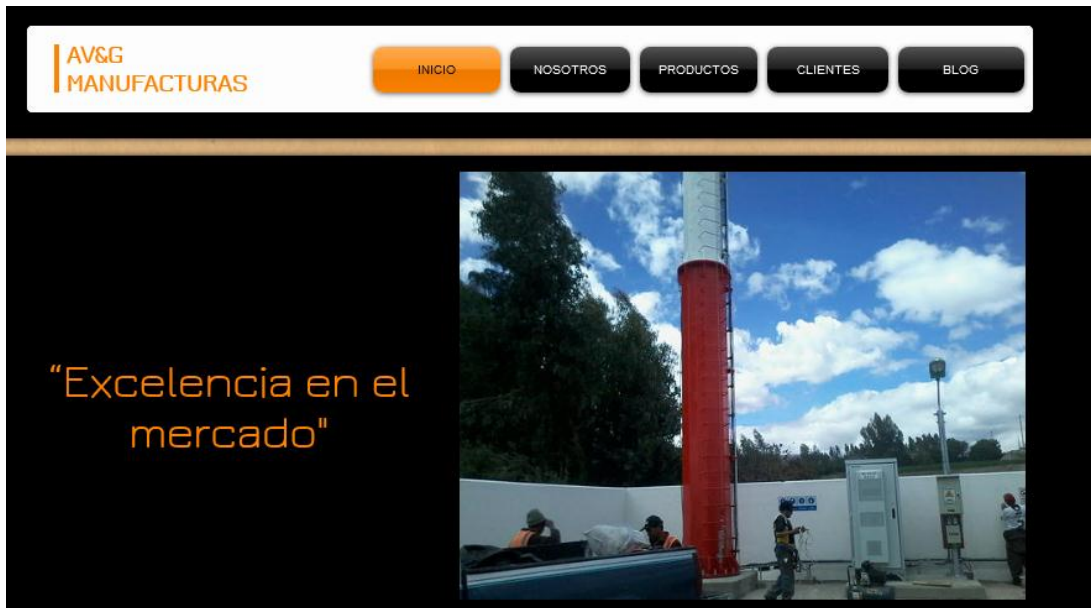 AV&G
MANUFACTURAS
INICIO
NOSOTROS
PRODUCTOS
CLIENTES
BLOG
“Excelencia en el
mercado"